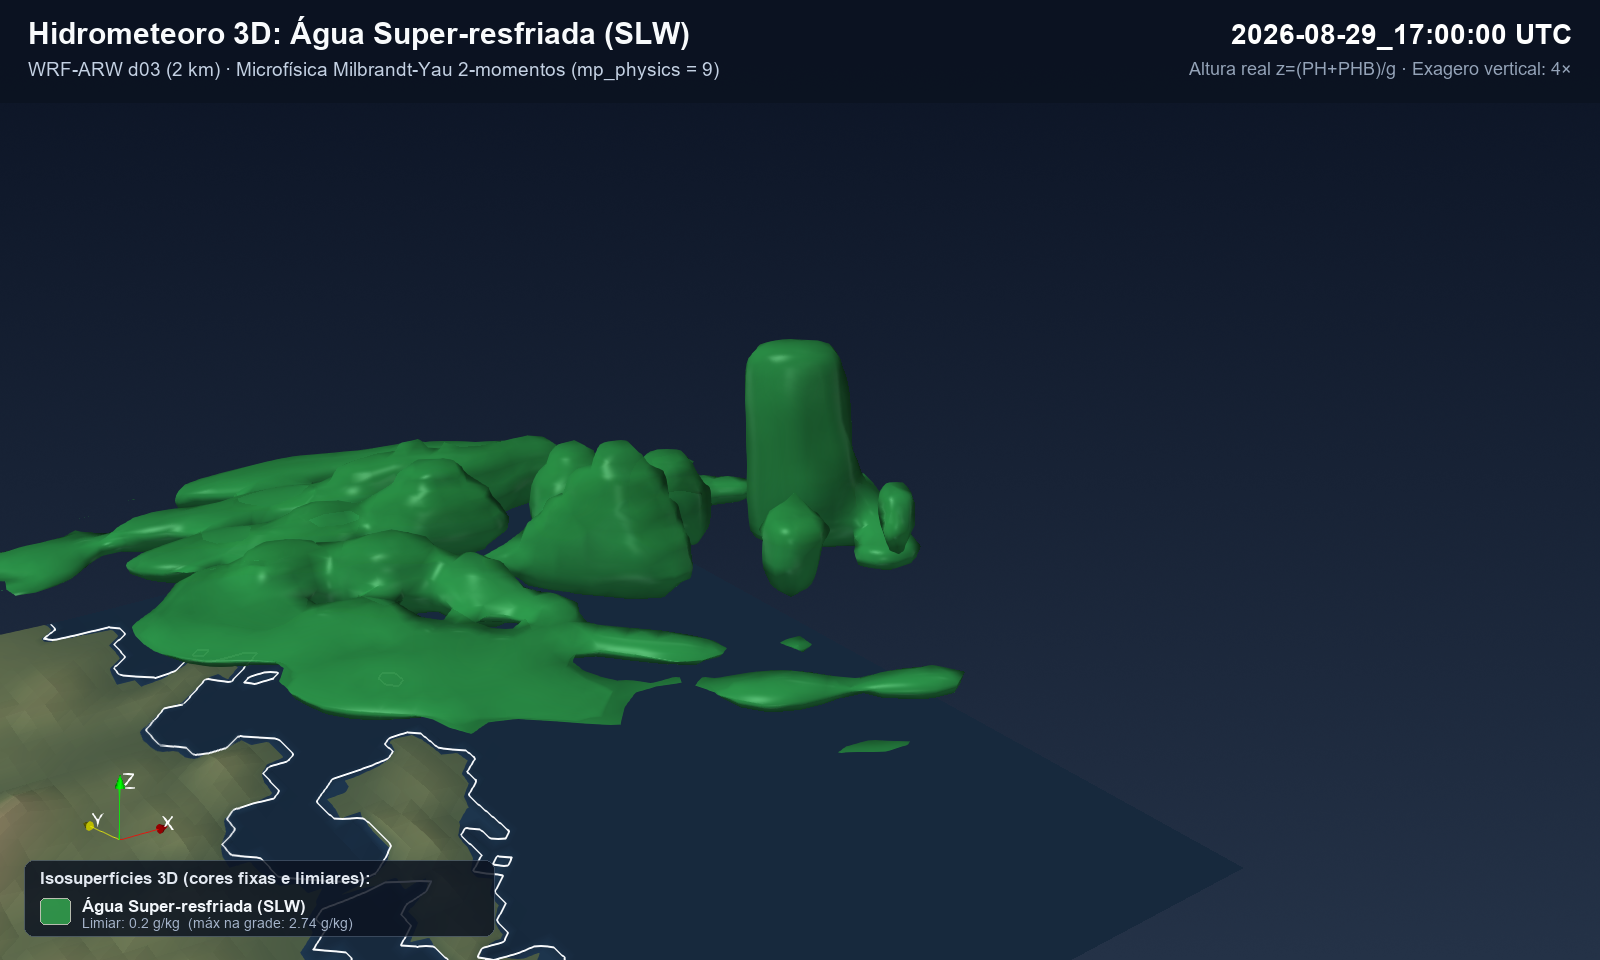 Hidrometeoro 3D: Água Super-resfriada (SLW)
2026-08-29_17:00:00 UTC
WRF-ARW d03 (2 km) · Microfísica Milbrandt-Yau 2-momentos (mp_physics = 9)
Altura real z=(PH+PHB)/g · Exagero vertical: 4×
Z
Y
X
Isosuperfícies 3D (cores fixas e limiares):
Água Super-resfriada (SLW)
Limiar: 0.2 g/kg (máx na grade: 2.74 g/kg)